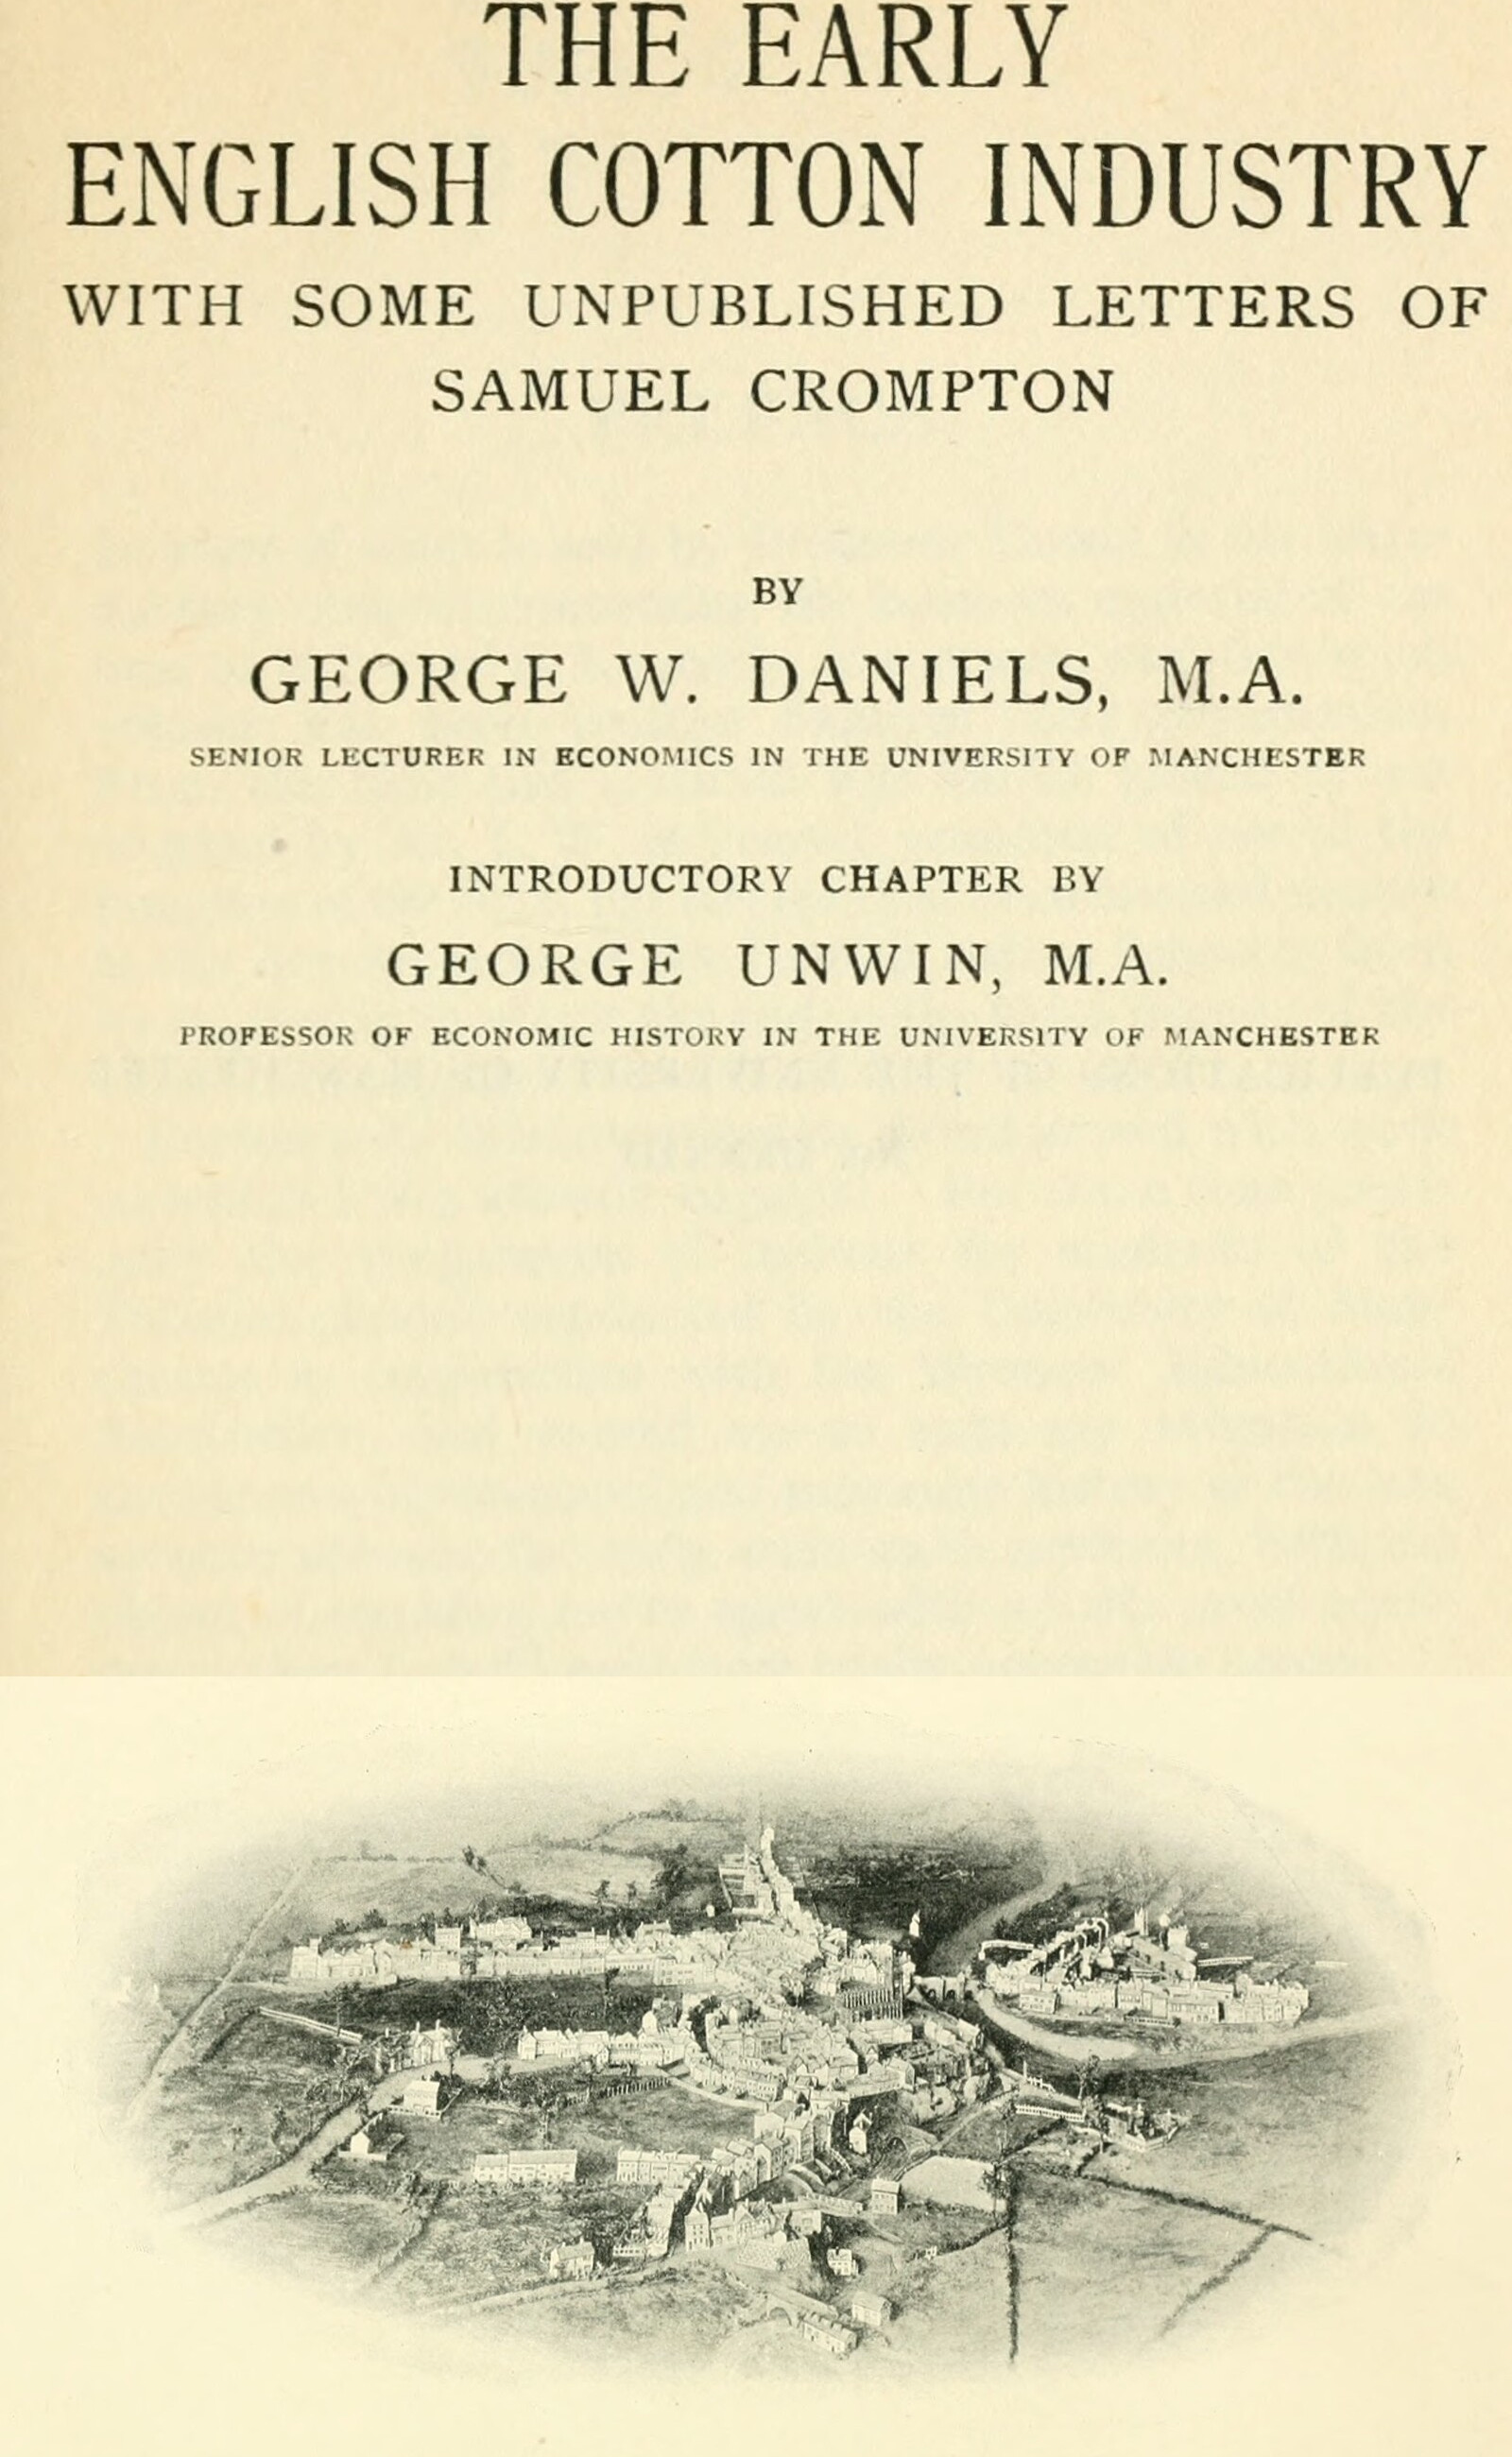 THE EARLY
ENGLISH COTTON INDUSTRY
WITH SOME UNPUBLISHED LETTERS OF
SAMUEL CROMPTON
BY
GEORGE W. DANIELS, M.A.
SENIOR LECTURER IN ECONOMICS IN THE UNIVERSITY OF MANCHESTER
INTRODUCTORY CHAPTER BY
GEORGE UNWIN, M.A.
PROFESSOR OF ECONOMIC HISTORY IN THE UNIVERSITY OF MANCHESTER